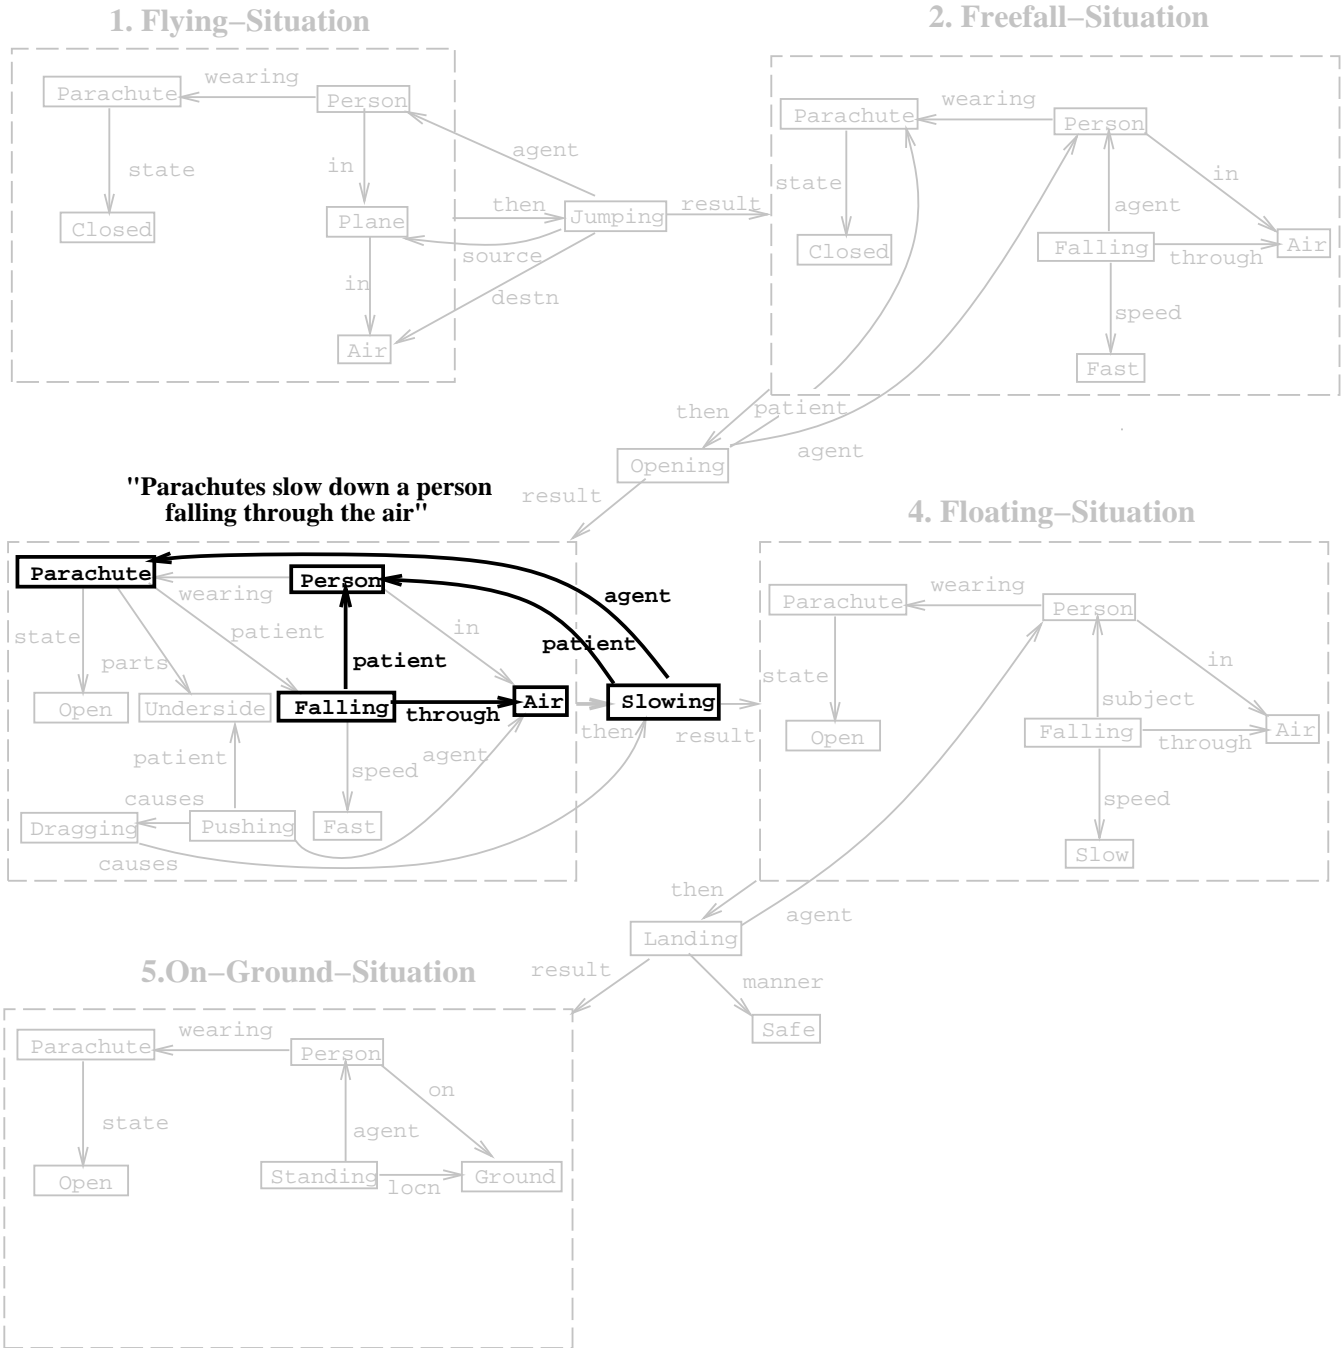 1. Flying–Situation
2. Freefall–Situation
Parachute
wearing
Person
state
in
agent
Closed
Plane
then
Jumping
result
source
in
destn
Air
Parachute
wearing
Person
state
in
agent
Closed
Falling
through
Air
speed
Fast
then
patient
agent
Opening
result
"Parachutes slow down a person
falling through the air"
4. Floating–Situation
Parachute
wearing
Person
agent
state
patient
in
patient
parts
patient
Open
Underside
Falling
through
Air
then
Slowing
result
patient
speed
agent
causes
Dragging
Pushing
Fast
causes
Parachute
wearing
Person
state
in
subject
Open
Falling
through
Air
speed
Slow
then
agent
Landing
result
manner
Safe
5.On–Ground–Situation
Parachute
wearing
Person
on
state
agent
Open
Standing
locn
Ground